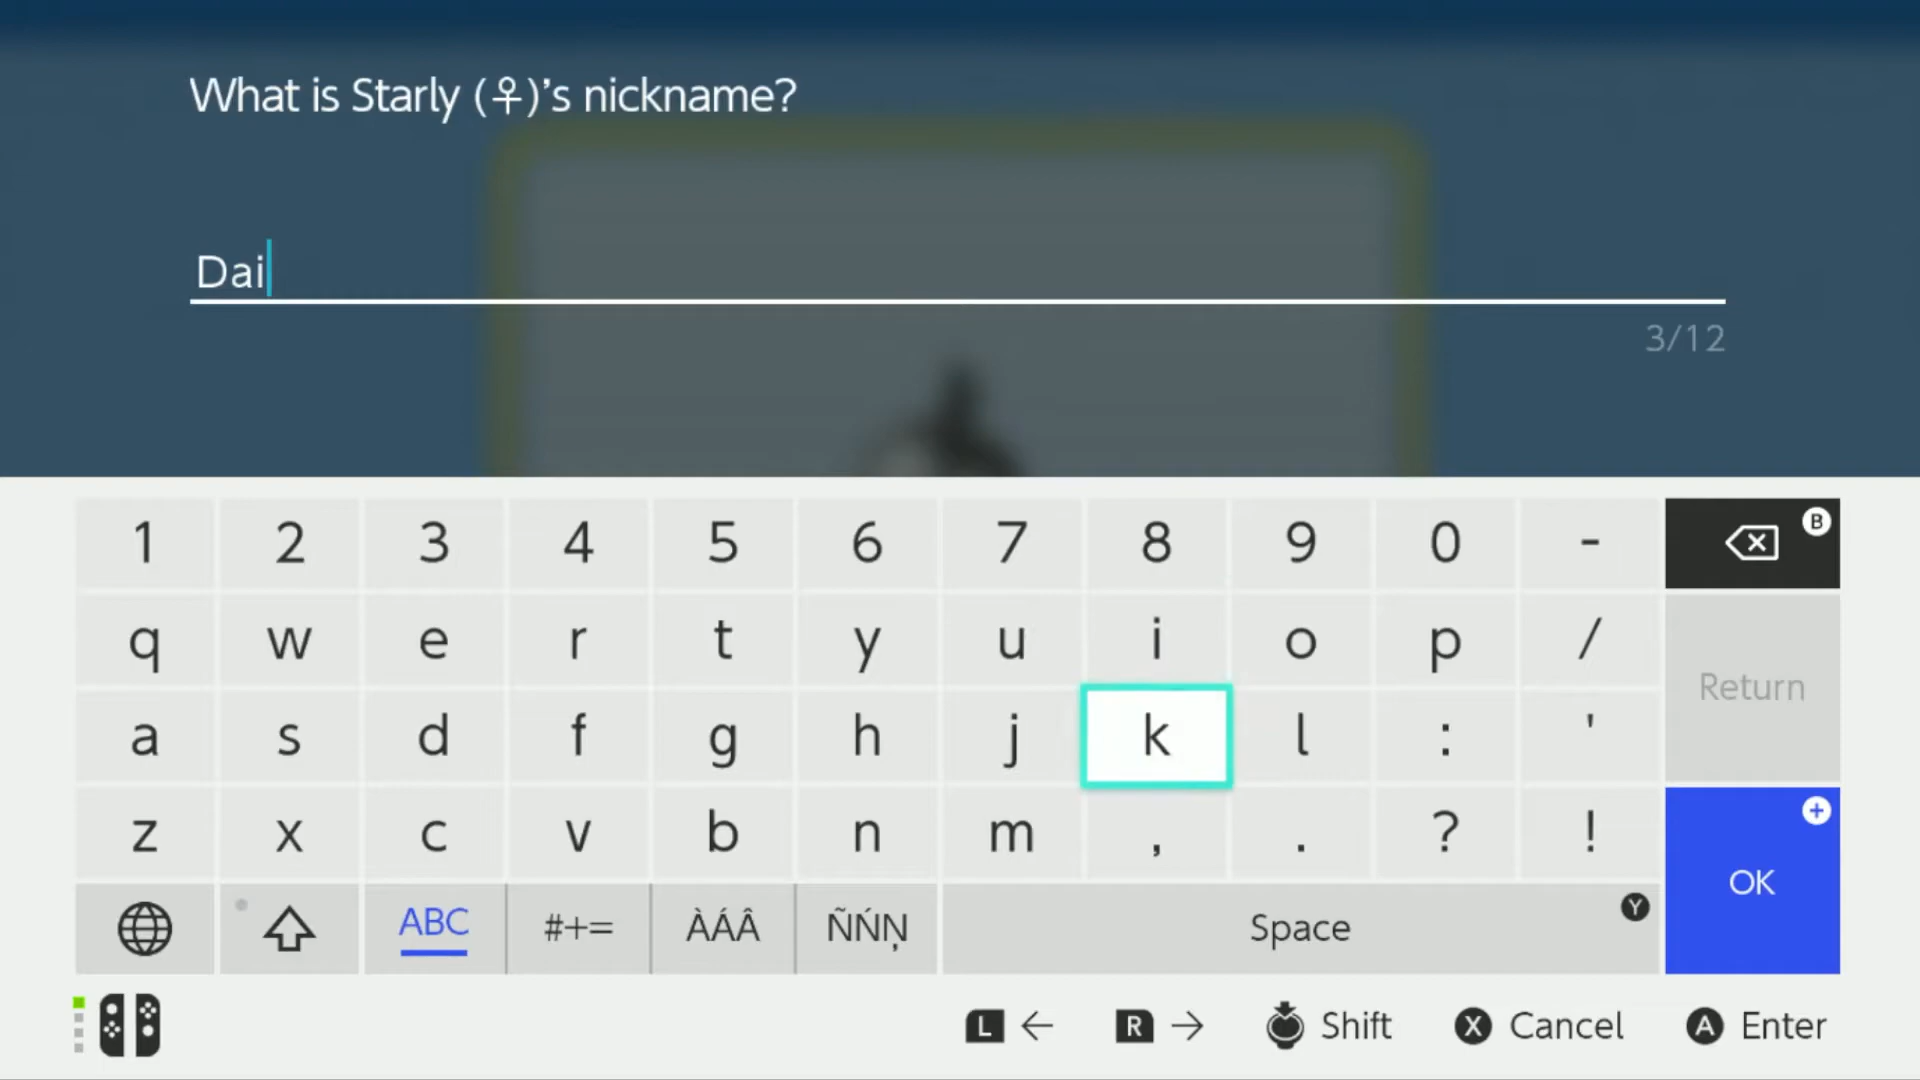 What is Starly (♀)'s nickname?
Dai
3/12
1 2 3 4 5 6 7 8 9 0 - B
q w e r t y u i o p / Return
a s d f g h j k l : '
z x c v b n m , . ? ! + OK
ABC #+= ÀÁÂ ÑŃŅ Space Y
L ← R → Shift X Cancel A Enter